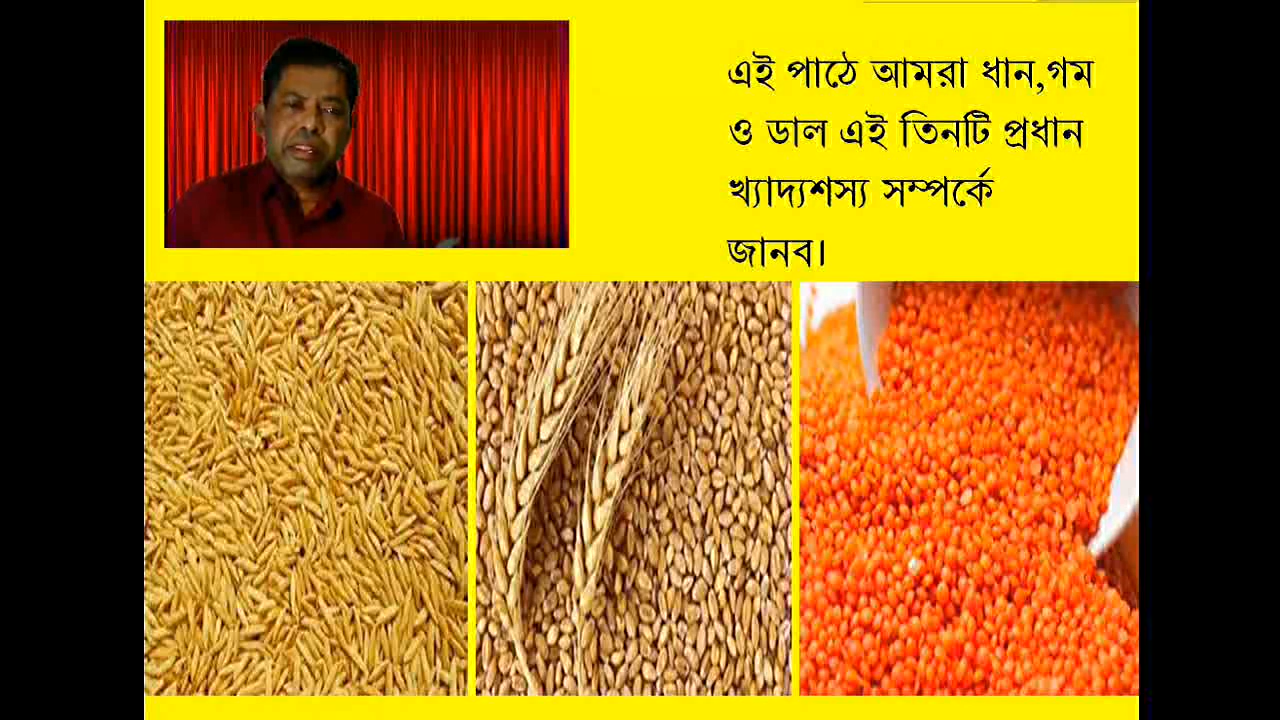 এই পাঠে আমরা ধান,গম
ও ডাল এই তিনটি প্রধান
খ্যাদ্যশস্য সম্পর্কে
জানব।